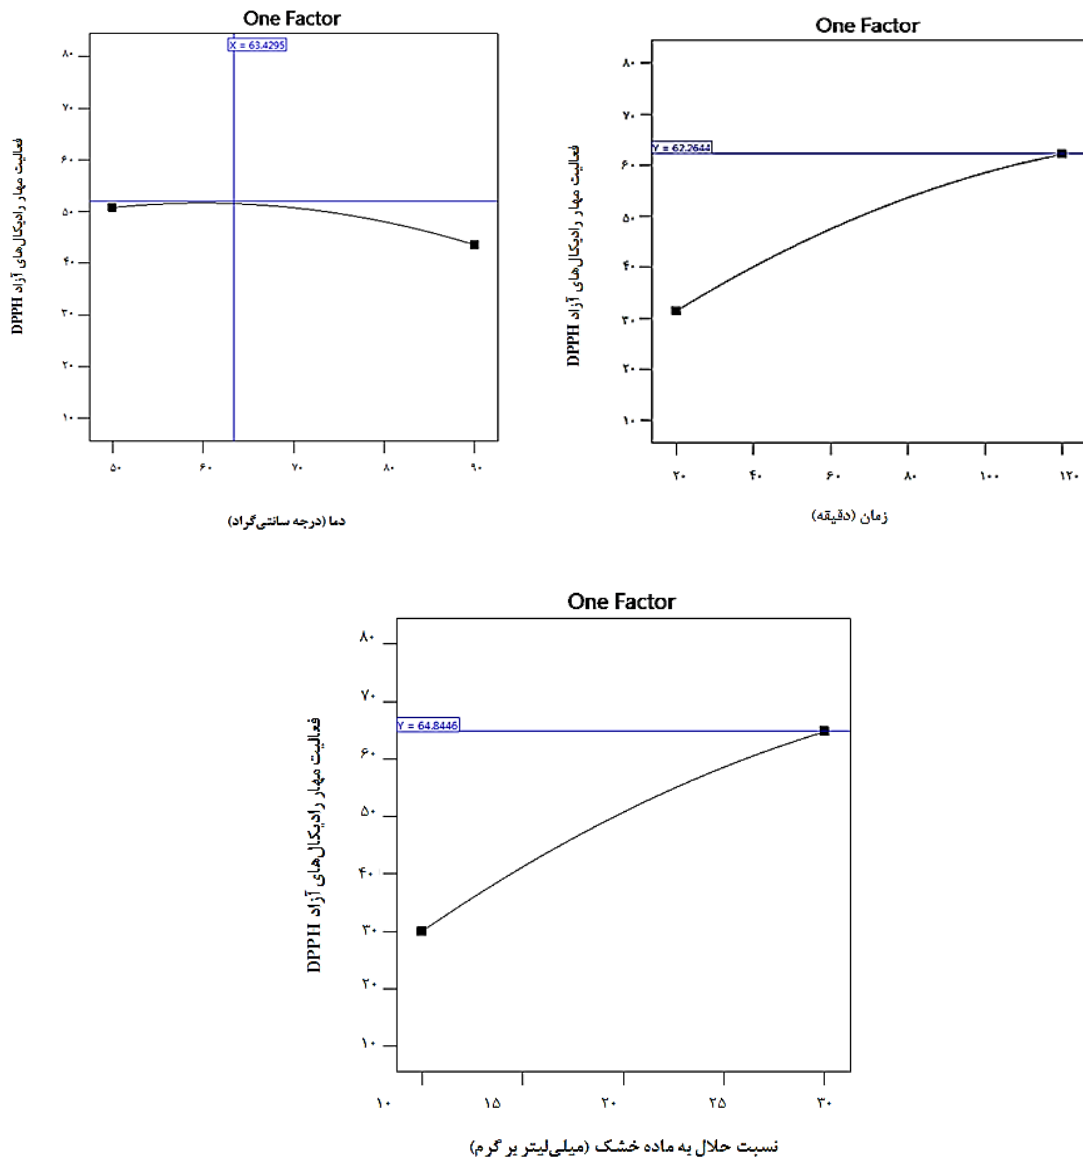 One Factor
X = 63.4295
فعالیت مهار رادیکال‌های آزاد DPPH
۸۰
۷۰
۶۰
۵۰
۴۰
۳۰
۲۰
۱۰
۵۰ ۶۰ ۷۰ ۸۰ ۹۰
دما (درجه سانتی‌گراد)
One Factor
Y = 62.2644
فعالیت مهار رادیکال‌های آزاد DPPH
۸۰
۷۰
۶۰
۵۰
۴۰
۳۰
۲۰
۱۰
۲۰ ۴۰ ۶۰ ۸۰ ۱۰۰ ۱۲۰
زمان (دقیقه)
One Factor
Y = 64.8446
فعالیت مهار رادیکال‌های آزاد DPPH
۸۰
۷۰
۶۰
۵۰
۴۰
۳۰
۲۰
۱۰
۱۰ ۱۵ ۲۰ ۲۵ ۳۰
نسبت حلال به ماده خشک (میلی‌لیتر بر گرم)